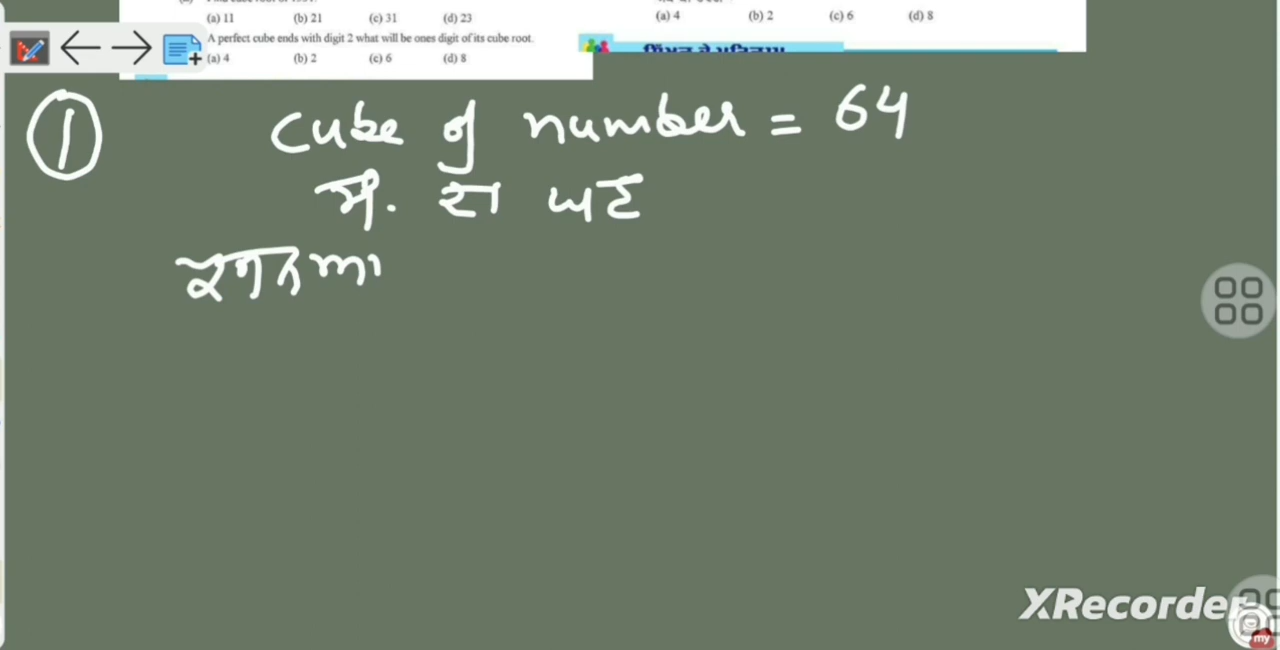 (a) 11 (b) 21 (c) 31 (d) 23
A perfect cube ends with digit 2 what will be ones digit of its cube root.
(a) 4 (b) 2 (c) 6 (d) 8
(a) 4 (b) 2 (c) 6 (d) 8
1 Cube of number = 64
ਸੰ. ਦਾ ਘਣ
XRecorder
my